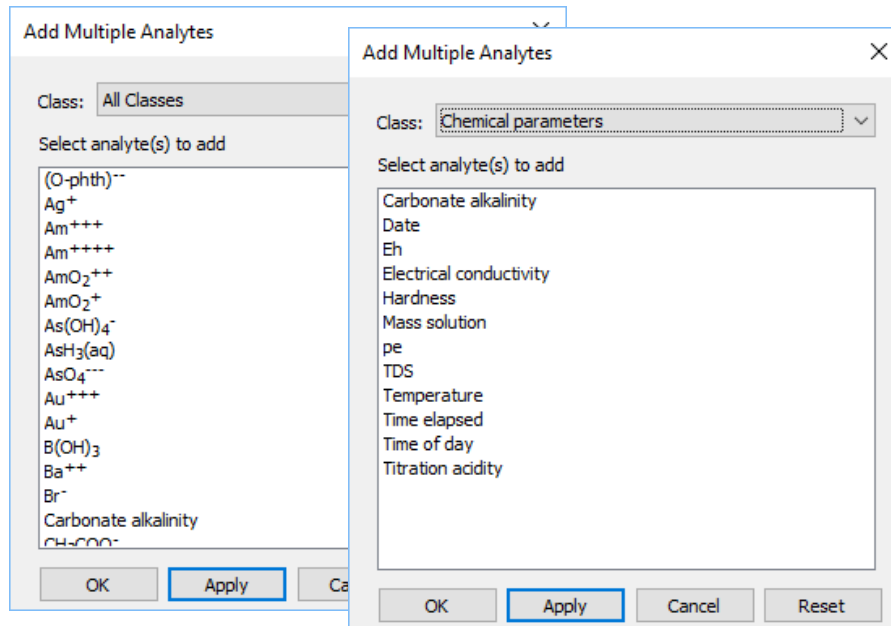 Add Multiple Analytes
Class: All Classes
Select analyte(s) to add
(O-phth)--
Ag+
Am+++
Am++++
AmO2++
AmO2+
As(OH)4-
AsH3(aq)
AsO4---
Au+++
Au+
B(OH)3
Ba++
Br-
Carbonate alkalinity
CH3COO-
OK Apply Ca
Add Multiple Analytes
Class: Chemical parameters
Select analyte(s) to add
Carbonate alkalinity
Date
Eh
Electrical conductivity
Hardness
Mass solution
pe
TDS
Temperature
Time elapsed
Time of day
Titration acidity
OK Apply Cancel Reset